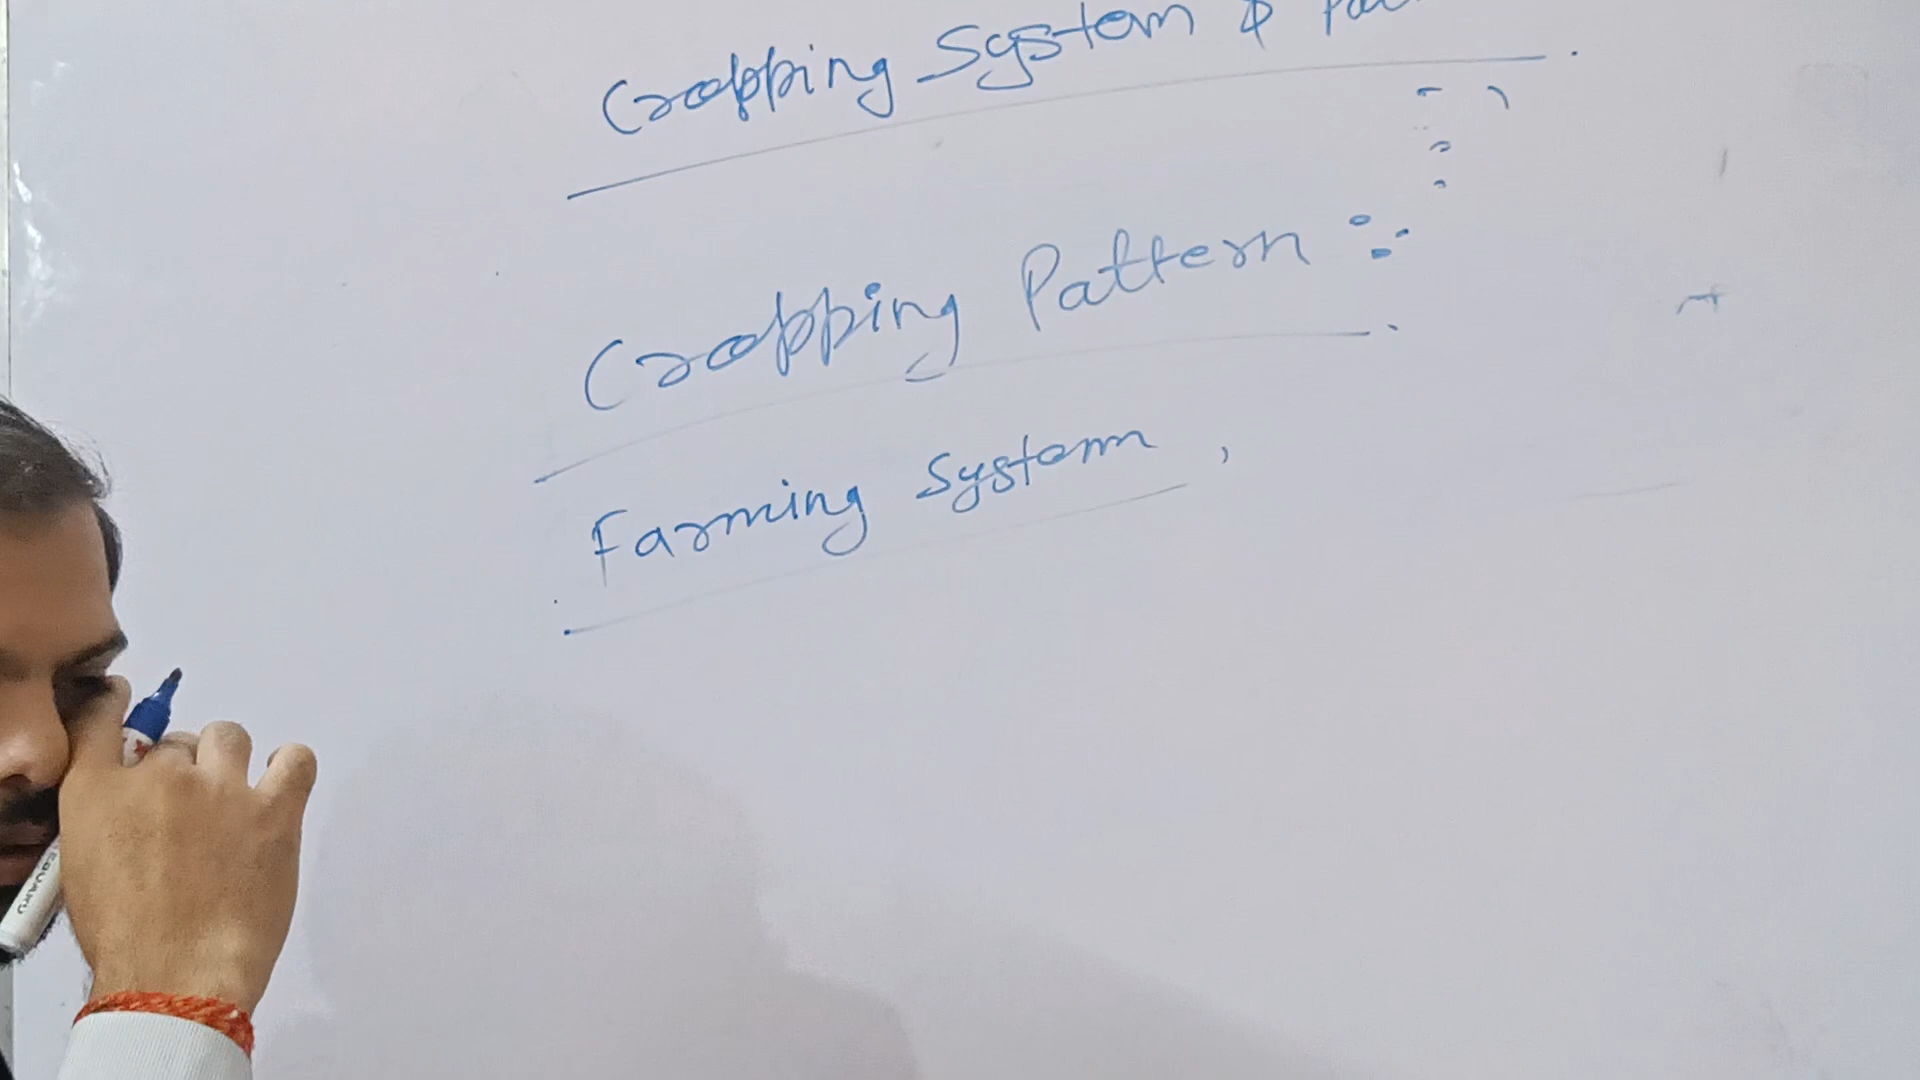 Cropping System &
Cropping Pattern :-
Farming System ,